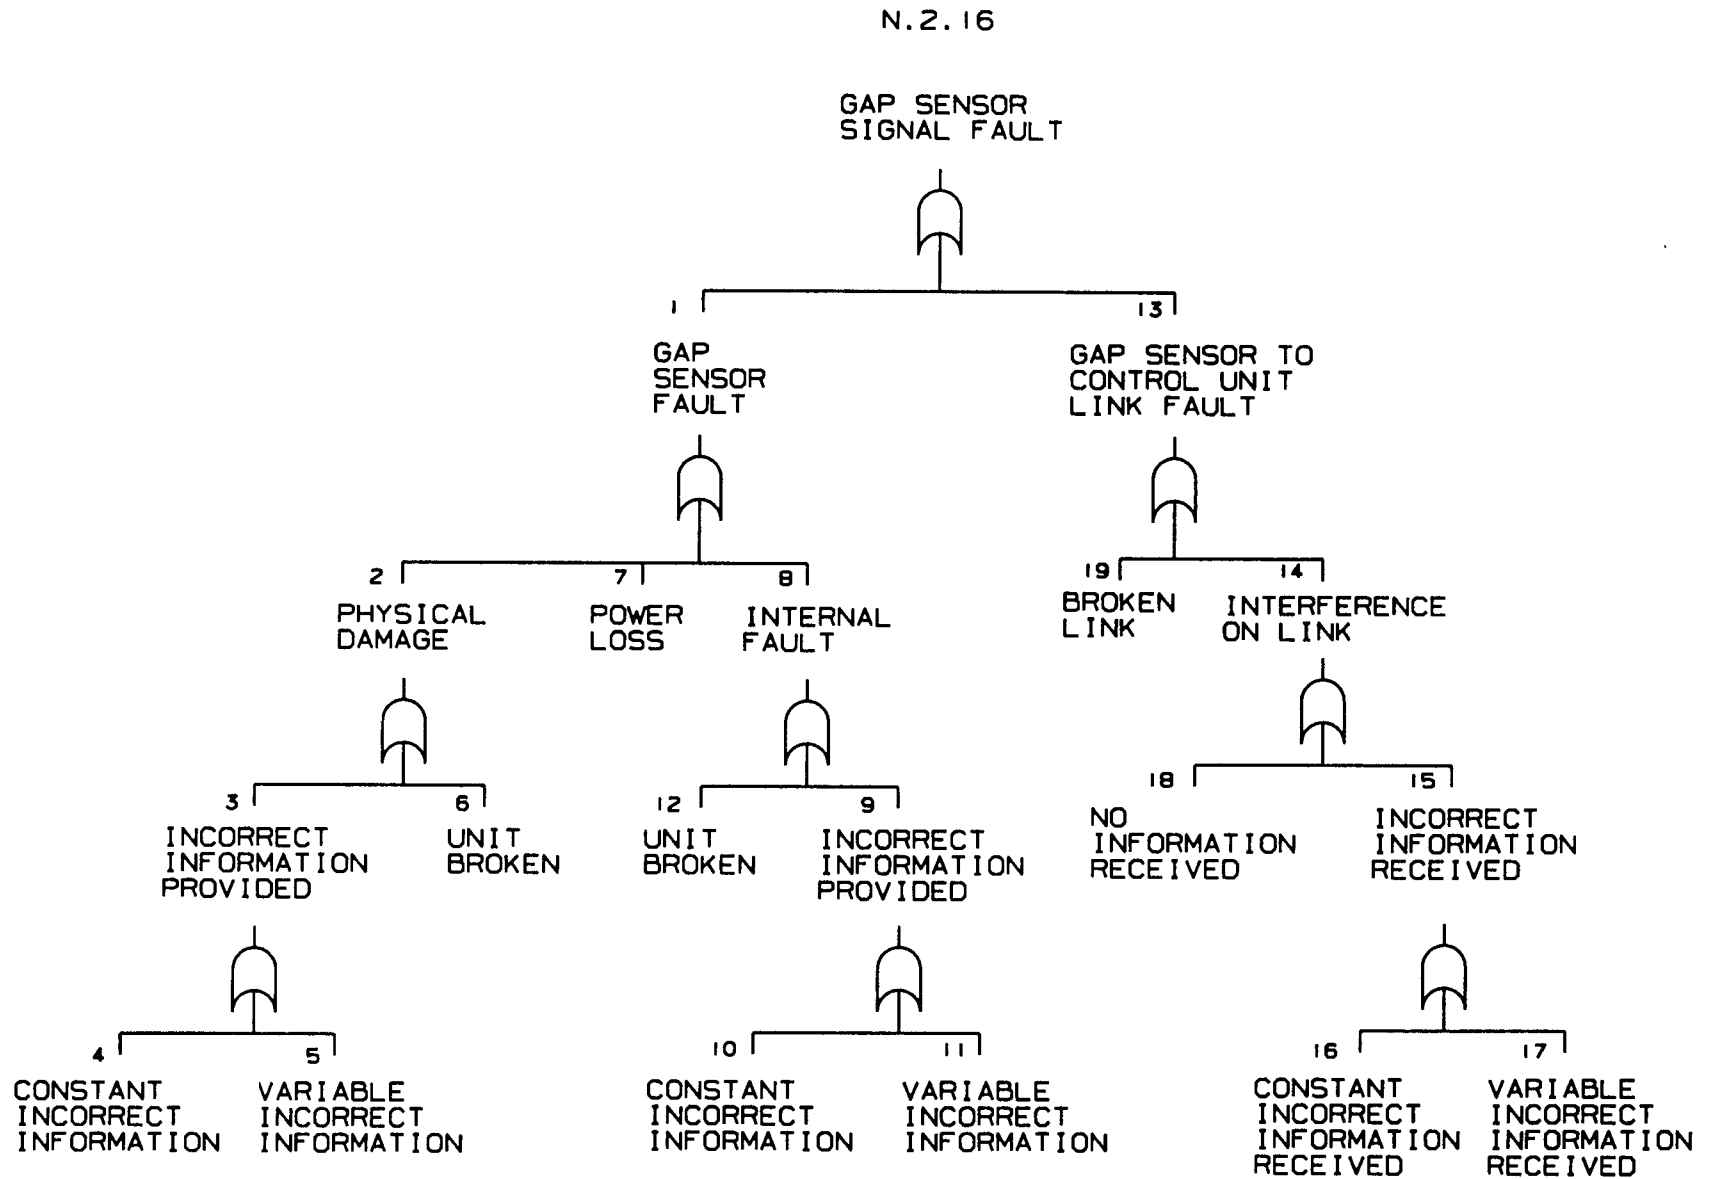 N.2.16
GAP SENSOR
SIGNAL FAULT
1
13
GAP
SENSOR
FAULT
GAP SENSOR TO
CONTROL UNIT
LINK FAULT
2
7
8
19
14
PHYSICAL
DAMAGE
POWER
LOSS
INTERNAL
FAULT
BROKEN
LINK
INTERFERENCE
ON LINK
3
6
12
9
18
15
INCORRECT
INFORMATION
PROVIDED
UNIT
BROKEN
UNIT
BROKEN
INCORRECT
INFORMATION
PROVIDED
NO
INFORMATION
RECEIVED
INCORRECT
INFORMATION
RECEIVED
4
5
10
11
16
17
CONSTANT
INCORRECT
INFORMATION
VARIABLE
INCORRECT
INFORMATION
CONSTANT
INCORRECT
INFORMATION
VARIABLE
INCORRECT
INFORMATION
CONSTANT
INCORRECT
INFORMATION
RECEIVED
VARIABLE
INCORRECT
INFORMATION
RECEIVED